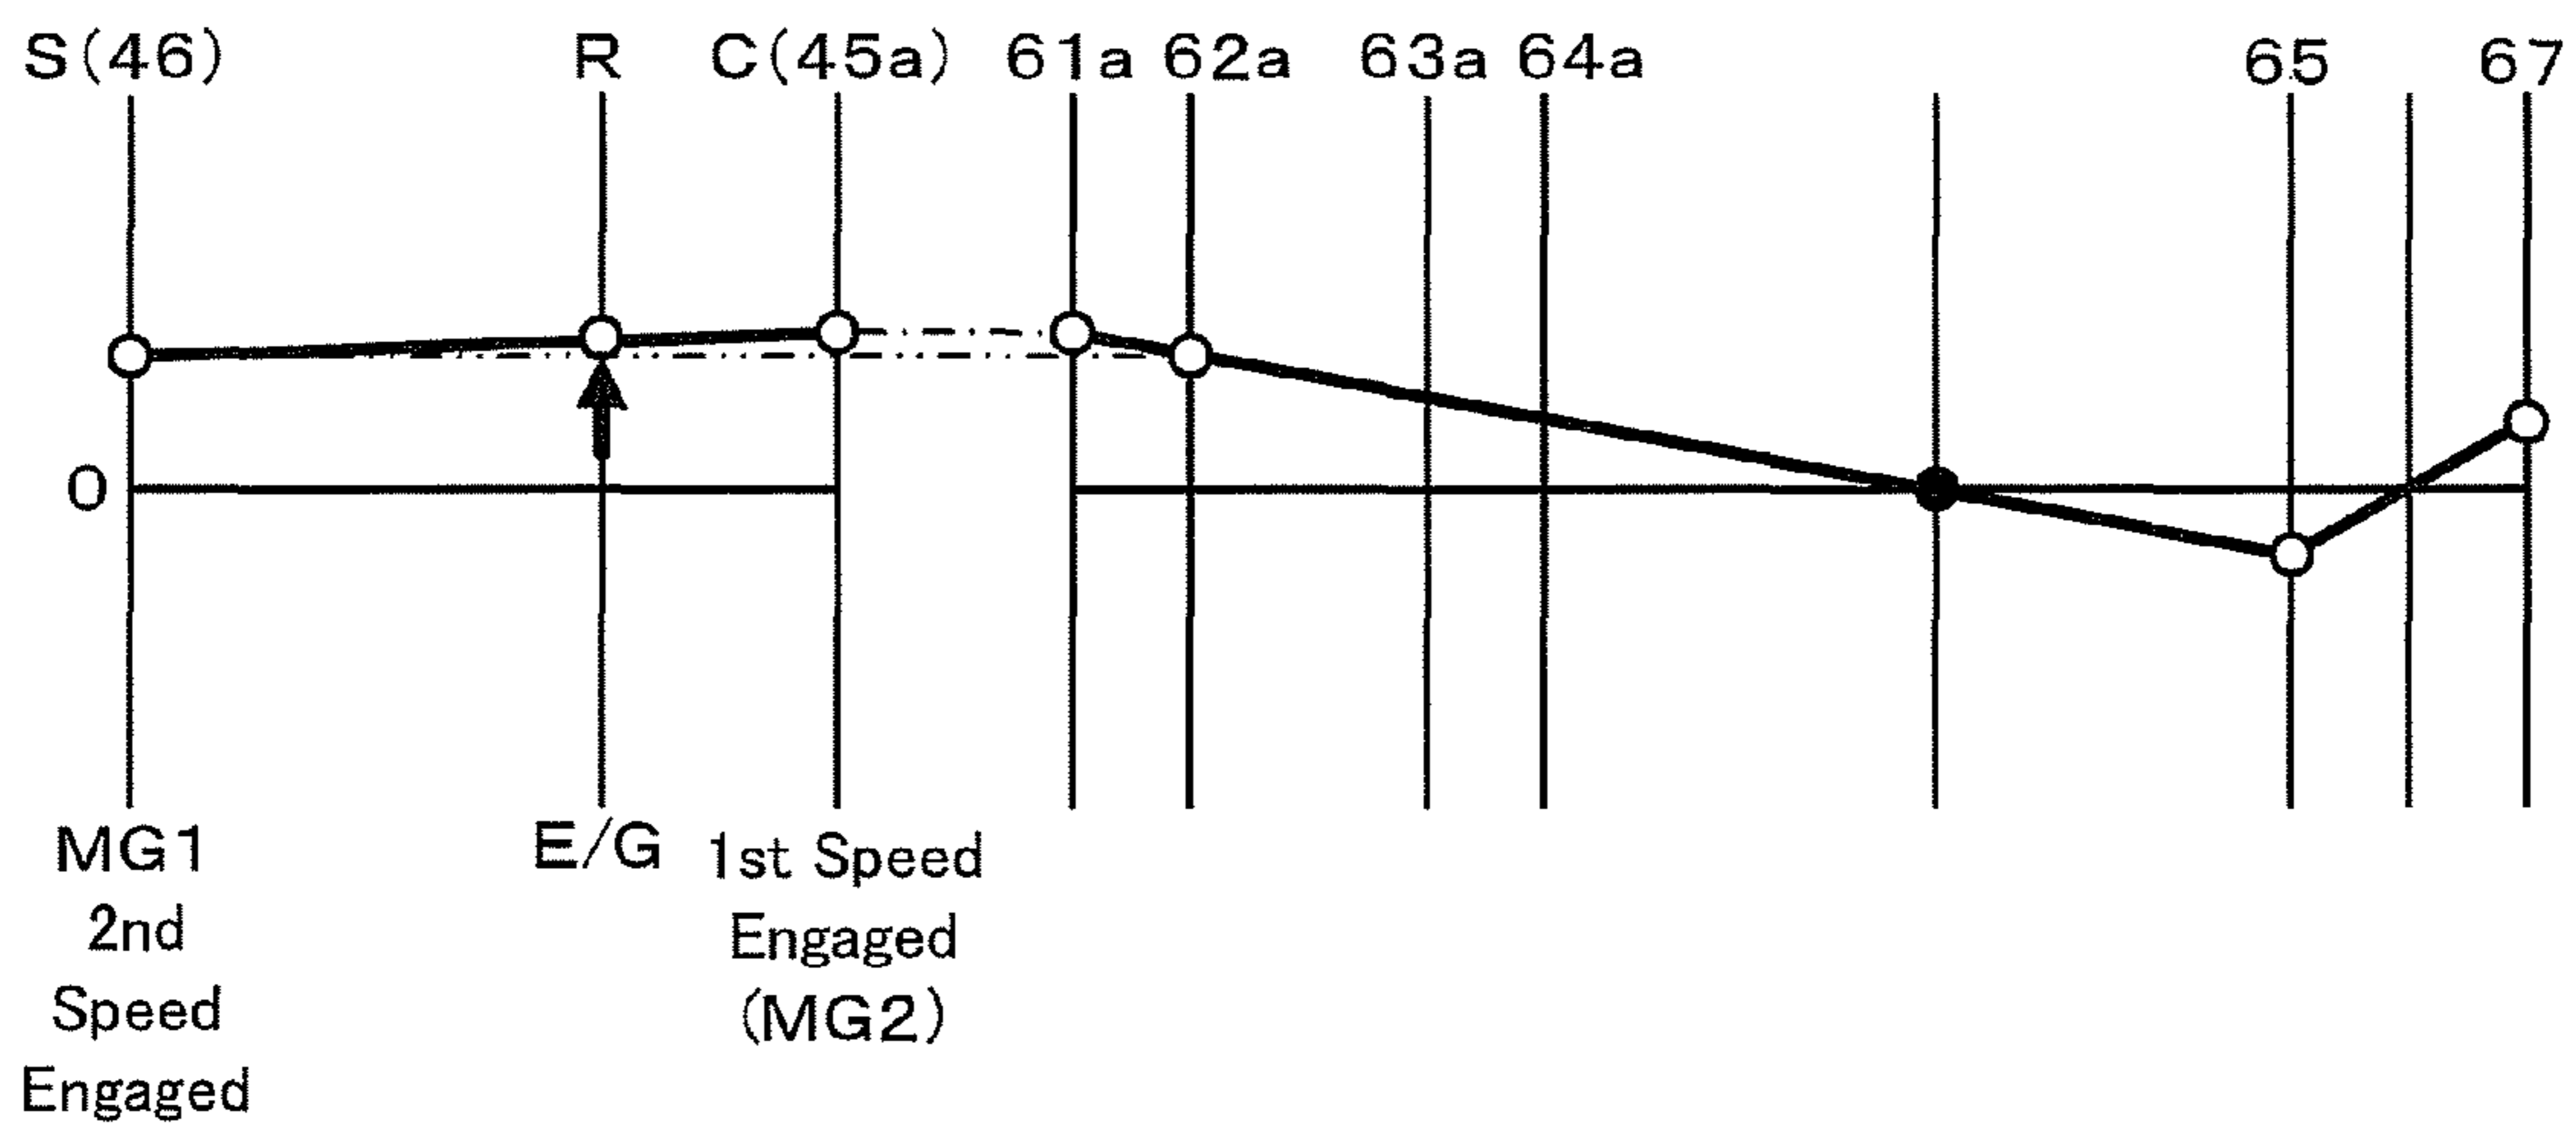 S(46) R C(45a) 61a 62a 63a 64a 65 67
0
MG1 2nd Speed Engaged
E/G
1st Speed Engaged (MG2)